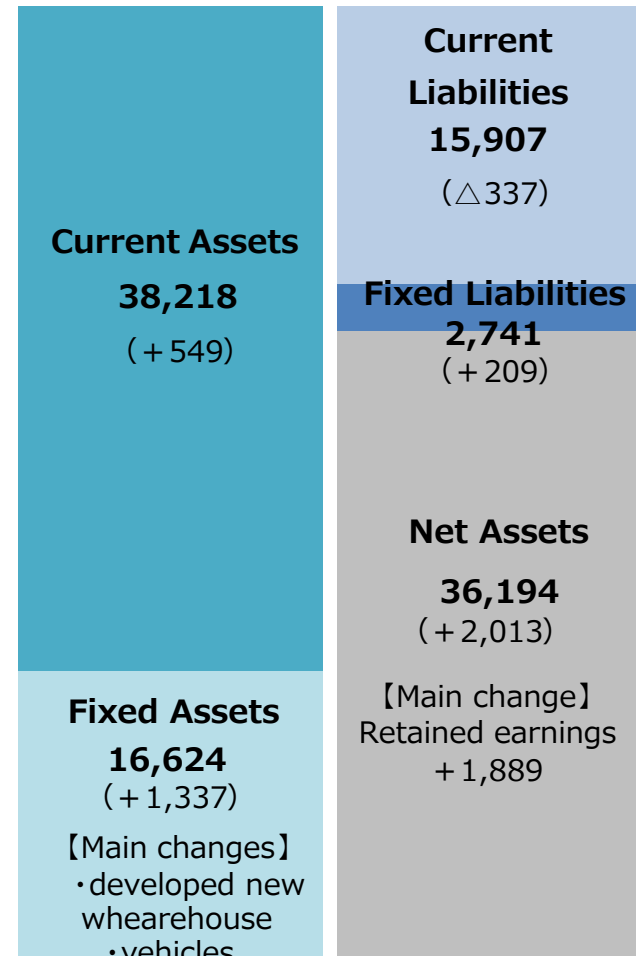 Current Assets
38,218
（＋549）
Fixed Assets
16,624
（＋1,337）
【Main changes】
・developed new
whearehouse
・vehicles
Current
Liabilities
15,907
（△337）
Fixed Liabilities
2,741
（＋209）
Net Assets
36,194
（＋2,013）
【Main change】
Retained earnings
＋1,889